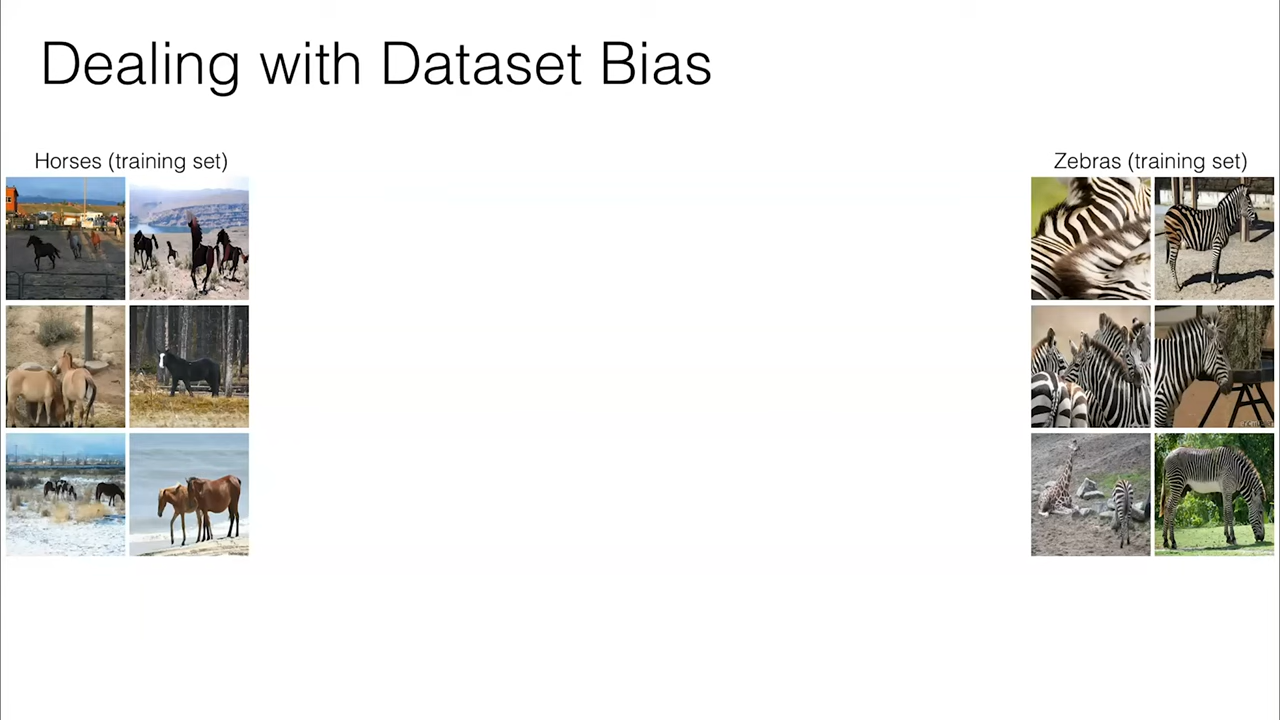 Dealing with Dataset Bias
Horses (training set)
Zebras (training set)